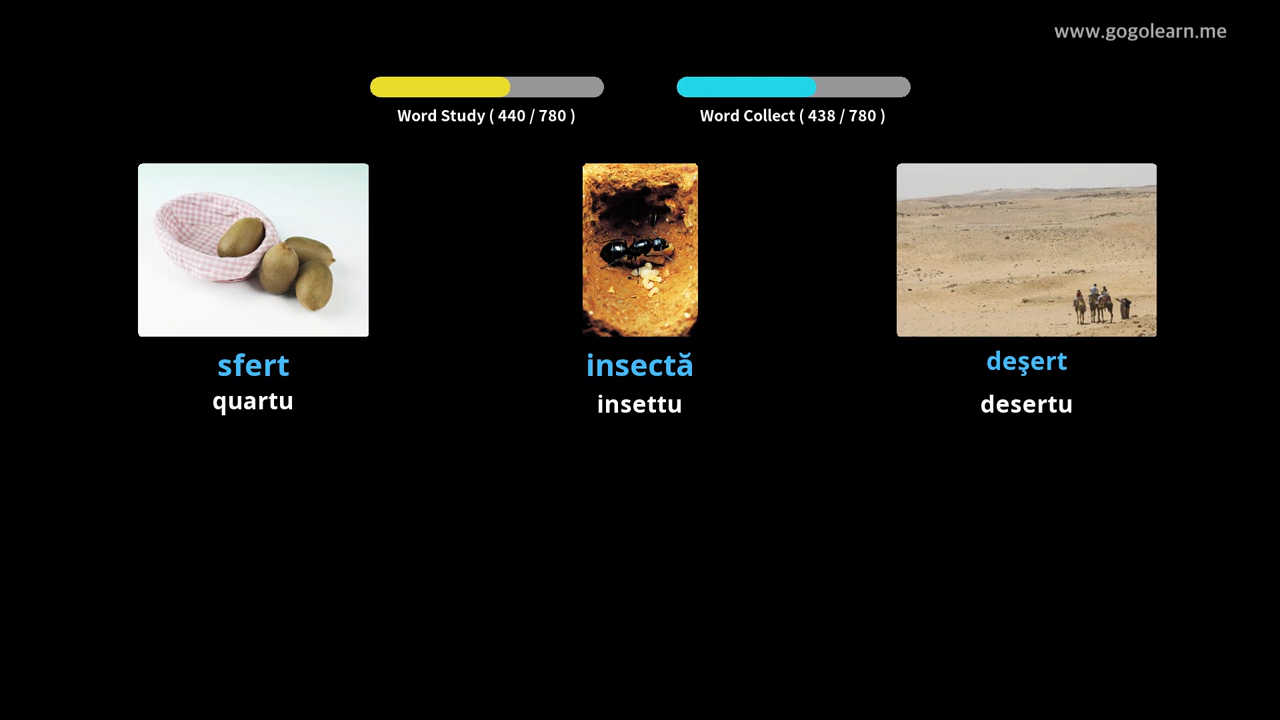 www.gogolearn.me
Word Study ( 440 / 780 )
Word Collect ( 438 / 780 )
sfert
quartu
insectă
insettu
deşert
desertu